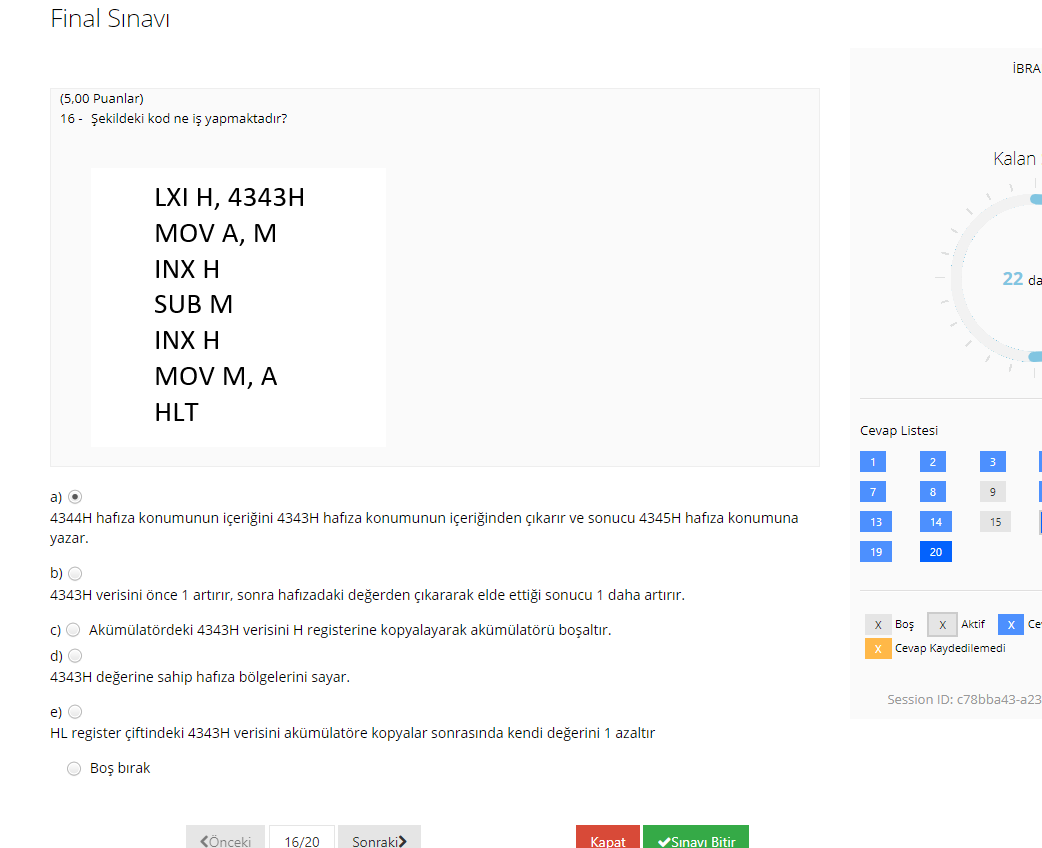 Final Sınavı
(5,00 Puanlar)
16 - Şekildeki kod ne iş yapmaktadır?
LXI H, 4343H
MOV A, M
INX H
SUB M
INX H
MOV M, A
HLT
a)
4344H hafıza konumunun içeriğini 4343H hafıza konumunun içeriğinden çıkarır ve sonucu 4345H hafıza konumuna
yazar.
b)
4343H verisini önce 1 artırır, sonra hafızadaki değerden çıkararak elde ettiği sonucu 1 daha artırır.
c) Akümülatördeki 4343H verisini H registerine kopyalayarak akümülatörü boşaltır.
d)
4343H değerine sahip hafıza bölgelerini sayar.
e)
HL register çiftindeki 4343H verisini akümülatöre kopyalar sonrasında kendi değerini 1 azaltır
Boş bırak
Önceki 16/20 Sonraki
Kapat Sınavı Bitir
İBRA
Kalan
22 da
Cevap Listesi
1 2 3
7 8 9
13 14 15
19 20
X Boş X Aktif X Ce
X Cevap Kaydedilemedi
Session ID: c78bba43-a23